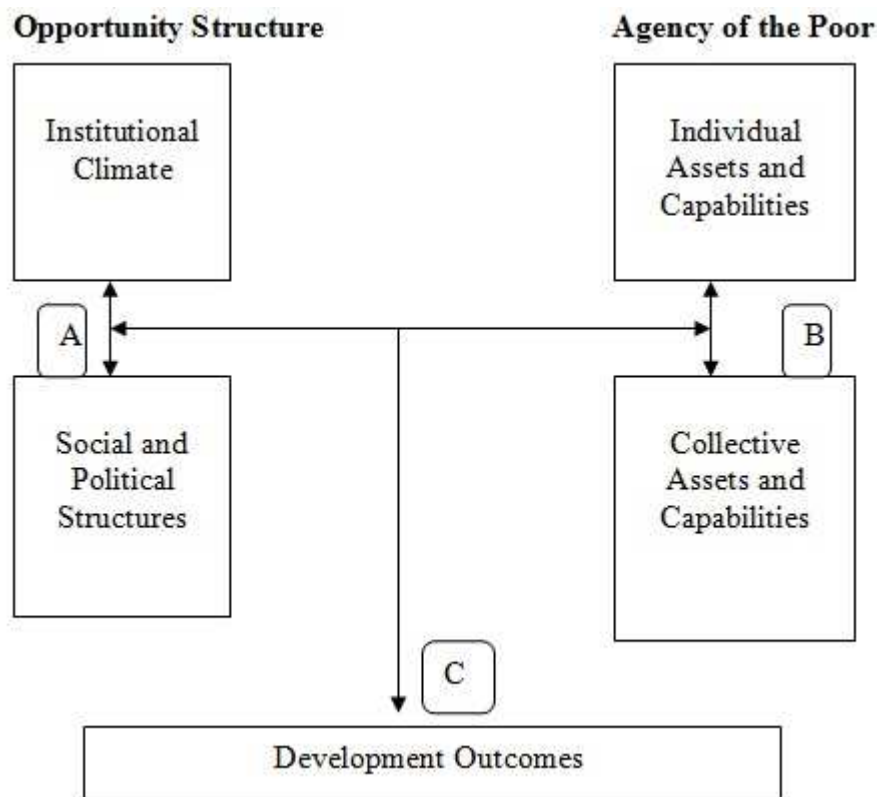 Opportunity Structure
Agency of the Poor
Institutional
Climate
Individual
Assets and
Capabilities
A
B
Social and
Political
Structures
Collective
Assets and
Capabilities
C
Development Outcomes